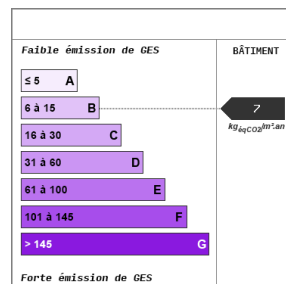 Faible émission de GES
BÂTIMENT
≤ 5 A
6 à 15 B
7
kgéqCO2/m².an
16 à 30 C
31 à 60 D
61 à 100 E
101 à 145 F
> 145 G
Forte émission de GES